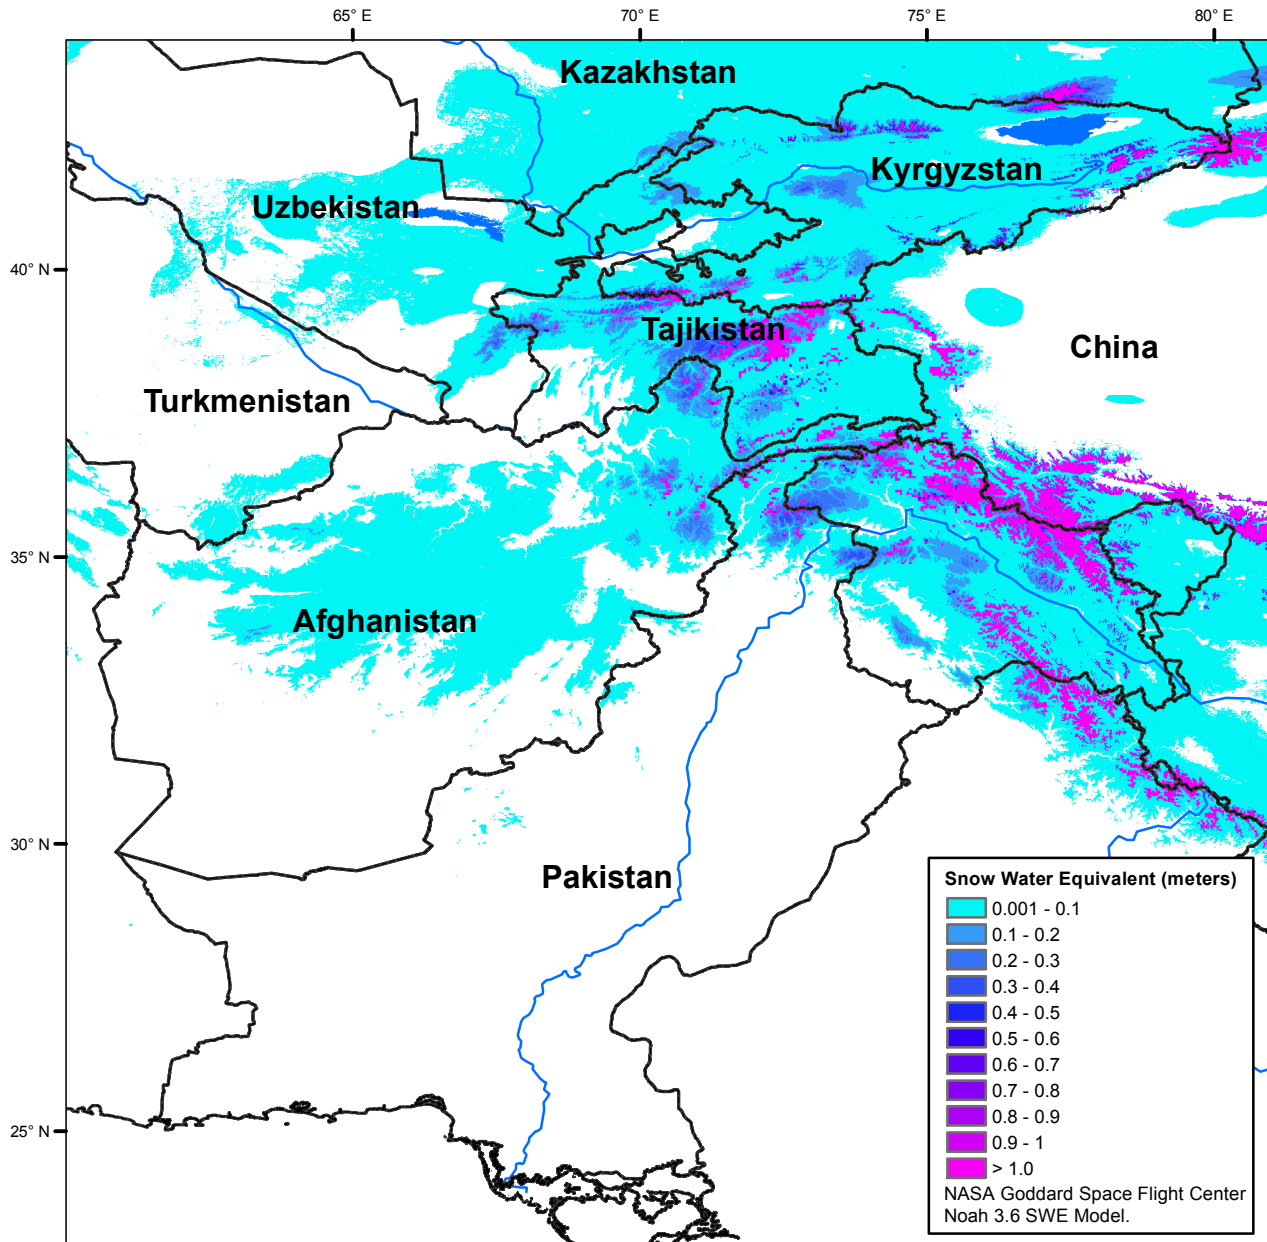 65° E
70° E
75° E
80° E
Kazakhstan
Kyrgyzstan
Uzbekistan
40° N
Tajikistan
China
Turkmenistan
35° N
Afghanistan
30° N
Pakistan
25° N
Snow Water Equivalent (meters)
0.001 - 0.1
0.1 - 0.2
0.2 - 0.3
0.3 - 0.4
0.4 - 0.5
0.5 - 0.6
0.6 - 0.7
0.7 - 0.8
0.8 - 0.9
0.9 - 1
> 1.0
NASA Goddard Space Flight Center
Noah 3.6 SWE Model.